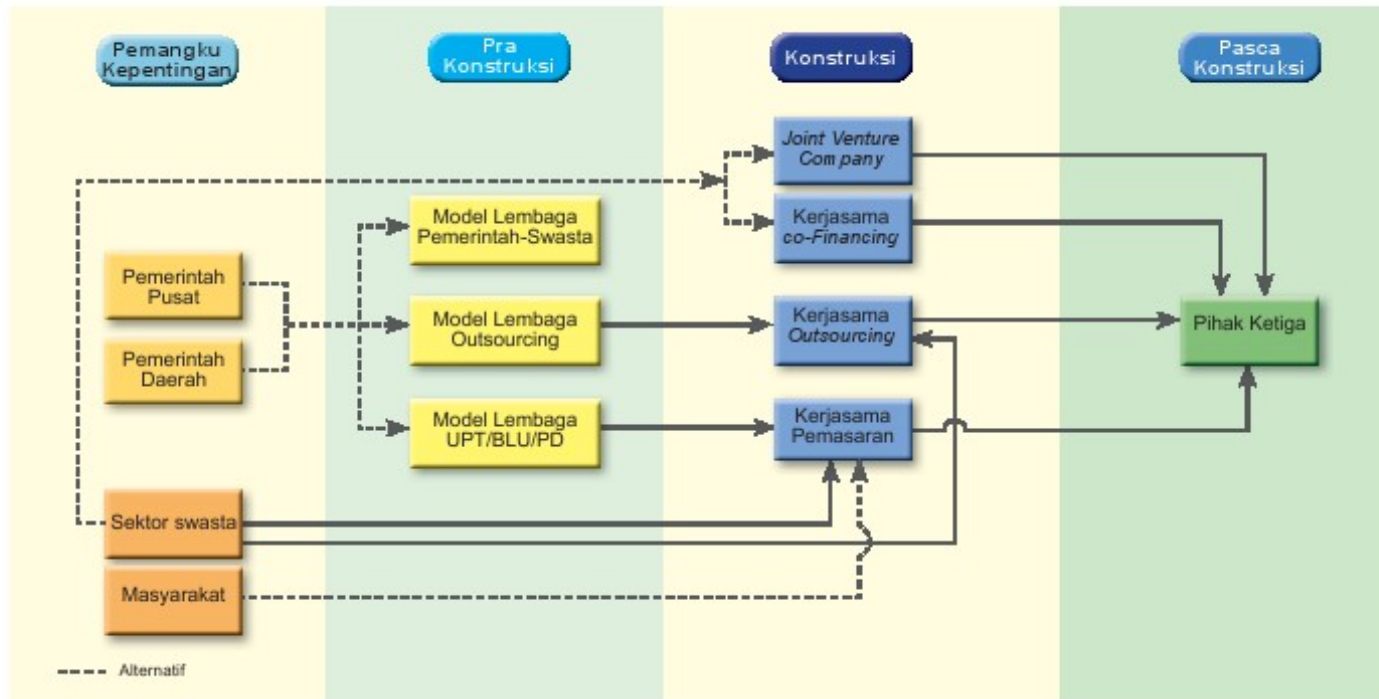 Pemangku
Kepentingan
Pra
Konstruksi
Konstruksi
Pasca
Konstruksi
Joint Venture
Company
Model Lembaga
Pemerintah-Swasta
Kerjasama
co-Financing
Pemerintah
Pusat
Model Lembaga
Outsourcing
Kerjasama
Outsourcing
Pihak Ketiga
Pemerintah
Daerah
Model Lembaga
UPT/BLU/PD
Kerjasama
Pemasaran
Sektor swasta
Masyarakat
Alternatif